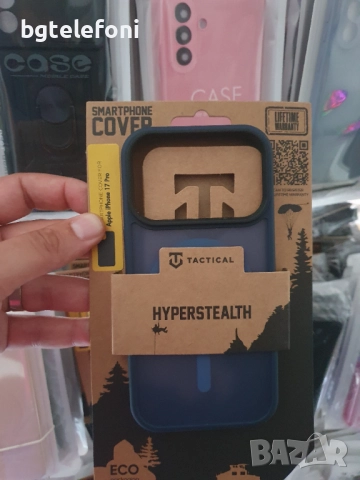 bgtelefoni
CASE
CASE
SMARTPHONE
COVER
LIFETIME
WARRANTY
Apple iPhone 17 Pro
TACTICAL
HYPERSTEALTH
ECO
BAZAR